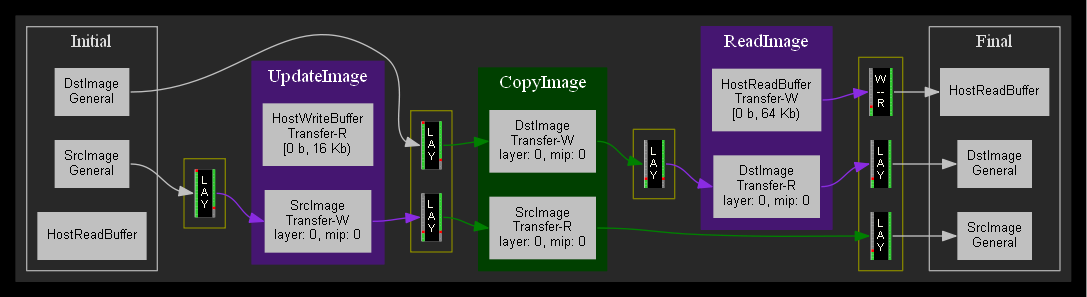 Initial
DstImage
General
SrcImage
General
HostReadBuffer
L
A
Y
UpdateImage
HostWriteBuffer
Transfer-R
[0 b, 16 Kb)
SrcImage
Transfer-W
layer: 0, mip: 0
L
A
Y
L
A
Y
CopyImage
DstImage
Transfer-W
layer: 0, mip: 0
SrcImage
Transfer-R
layer: 0, mip: 0
L
A
Y
ReadImage
HostReadBuffer
Transfer-W
[0 b, 64 Kb)
DstImage
Transfer-R
layer: 0, mip: 0
W
--
R
L
A
Y
L
A
Y
Final
HostReadBuffer
DstImage
General
SrcImage
General